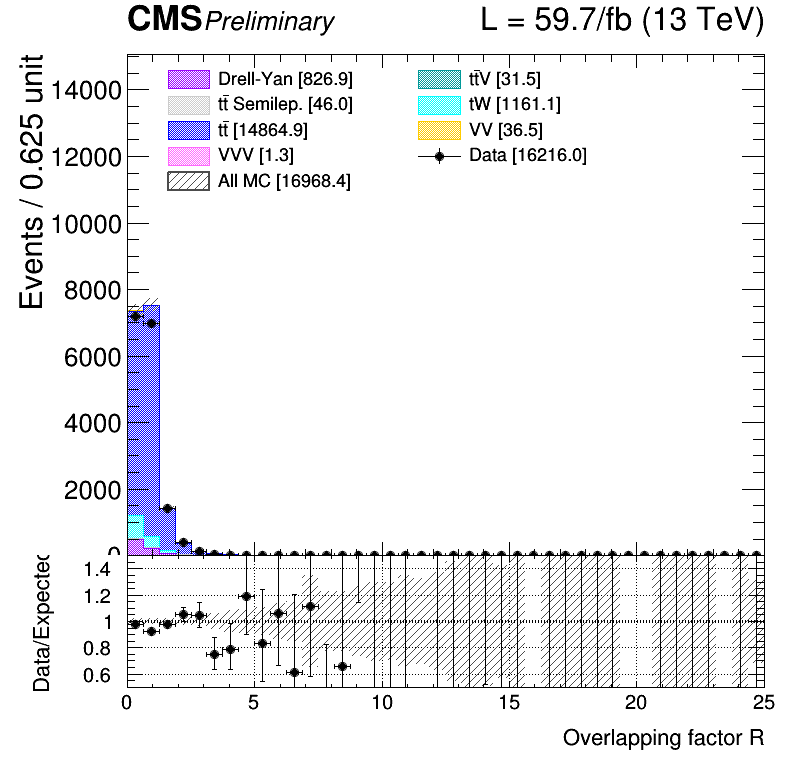 CMS Preliminary L = 59.7/fb (13 TeV)
Events / 0.625 unit
14000
12000
10000
8000
6000
4000
2000
0
Drell-Yan [826.9]
tt̄ Semilep. [46.0]
tt̄ [14864.9]
VVV [1.3]
All MC [16968.4]
tt̄V [31.5]
tW [1161.1]
VV [36.5]
Data [16216.0]
Data/Expected
1.4
1.2
1
0.8
0.6
0 5 10 15 20 25
Overlapping factor R